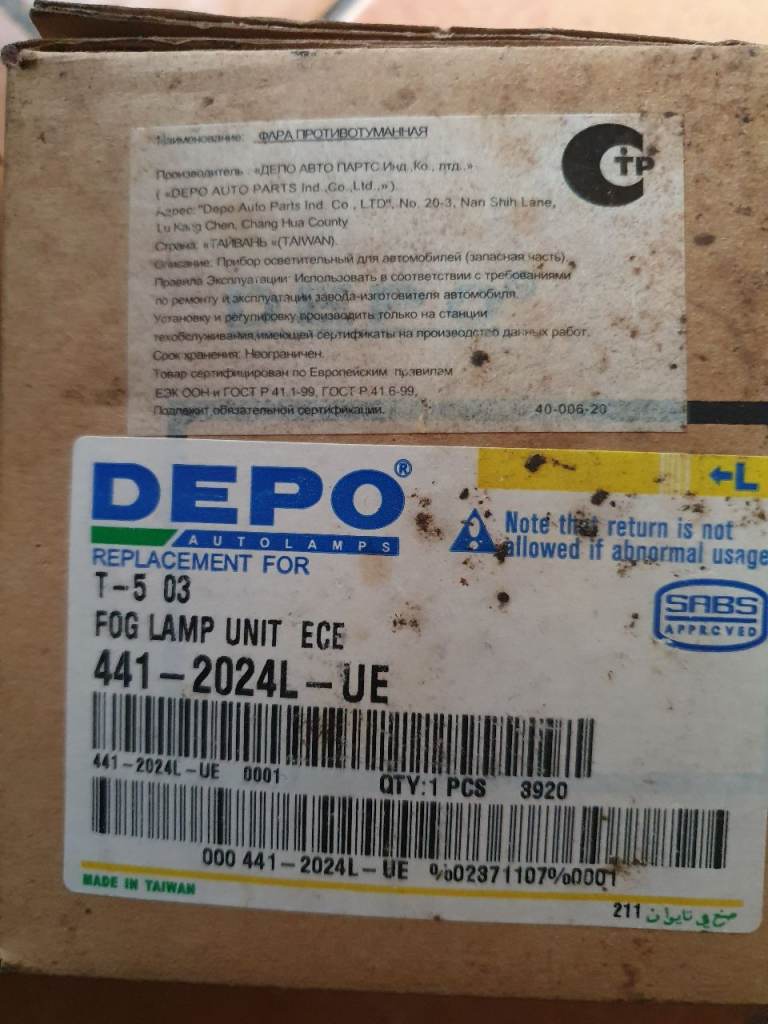 Наименование: ФАРА ПРОТИВОТУМАННАЯ
Производитель : «ДЕПО АВТО ПАРТС Инд.,Ко., лтд.,»
( «DEPO AUTO PARTS Ind.,Co.,Ltd.,»)
Адрес: "Depo Auto Parts Ind. Co., LTD", No. 20-3, Nan Shih Lane,
Lu Kang Chen, Chang Hua County
Страна: «ТАЙВАНЬ »(TAIWAN).
Описание: Прибор осветительный для автомобилей (запасная часть).
Правила Эксплуатации: Использовать в соответствии с требованиями
по ремонту и эксплуатации завода-изготовителя автомобиля.
Установку и регулировку производить только на станции
техобслуживания,имеющей сертификаты на производство данных работ.
Срок хранения: Неограничен.
Товар сертифицирован по Европейским правилам
ЕЭК ООН и ГОСТ Р 41.1-99, ГОСТ Р 41.6-99,
Подлежит обязательной сертификации. 40-006-20
СТР
DEPO®
AUTO LAMPS
←L
Note that return is not
allowed if abnormal usage
REPLACEMENT FOR
T-5 03
FOG LAMP UNIT ECE
441-2024L-UE
SABS
APPROVED
441-2024L-UE 0001 QTY:1 PCS 3920
000 441-2024L-UE %02371107%0001
MADE IN TAIWAN
211 صنع في تايوان